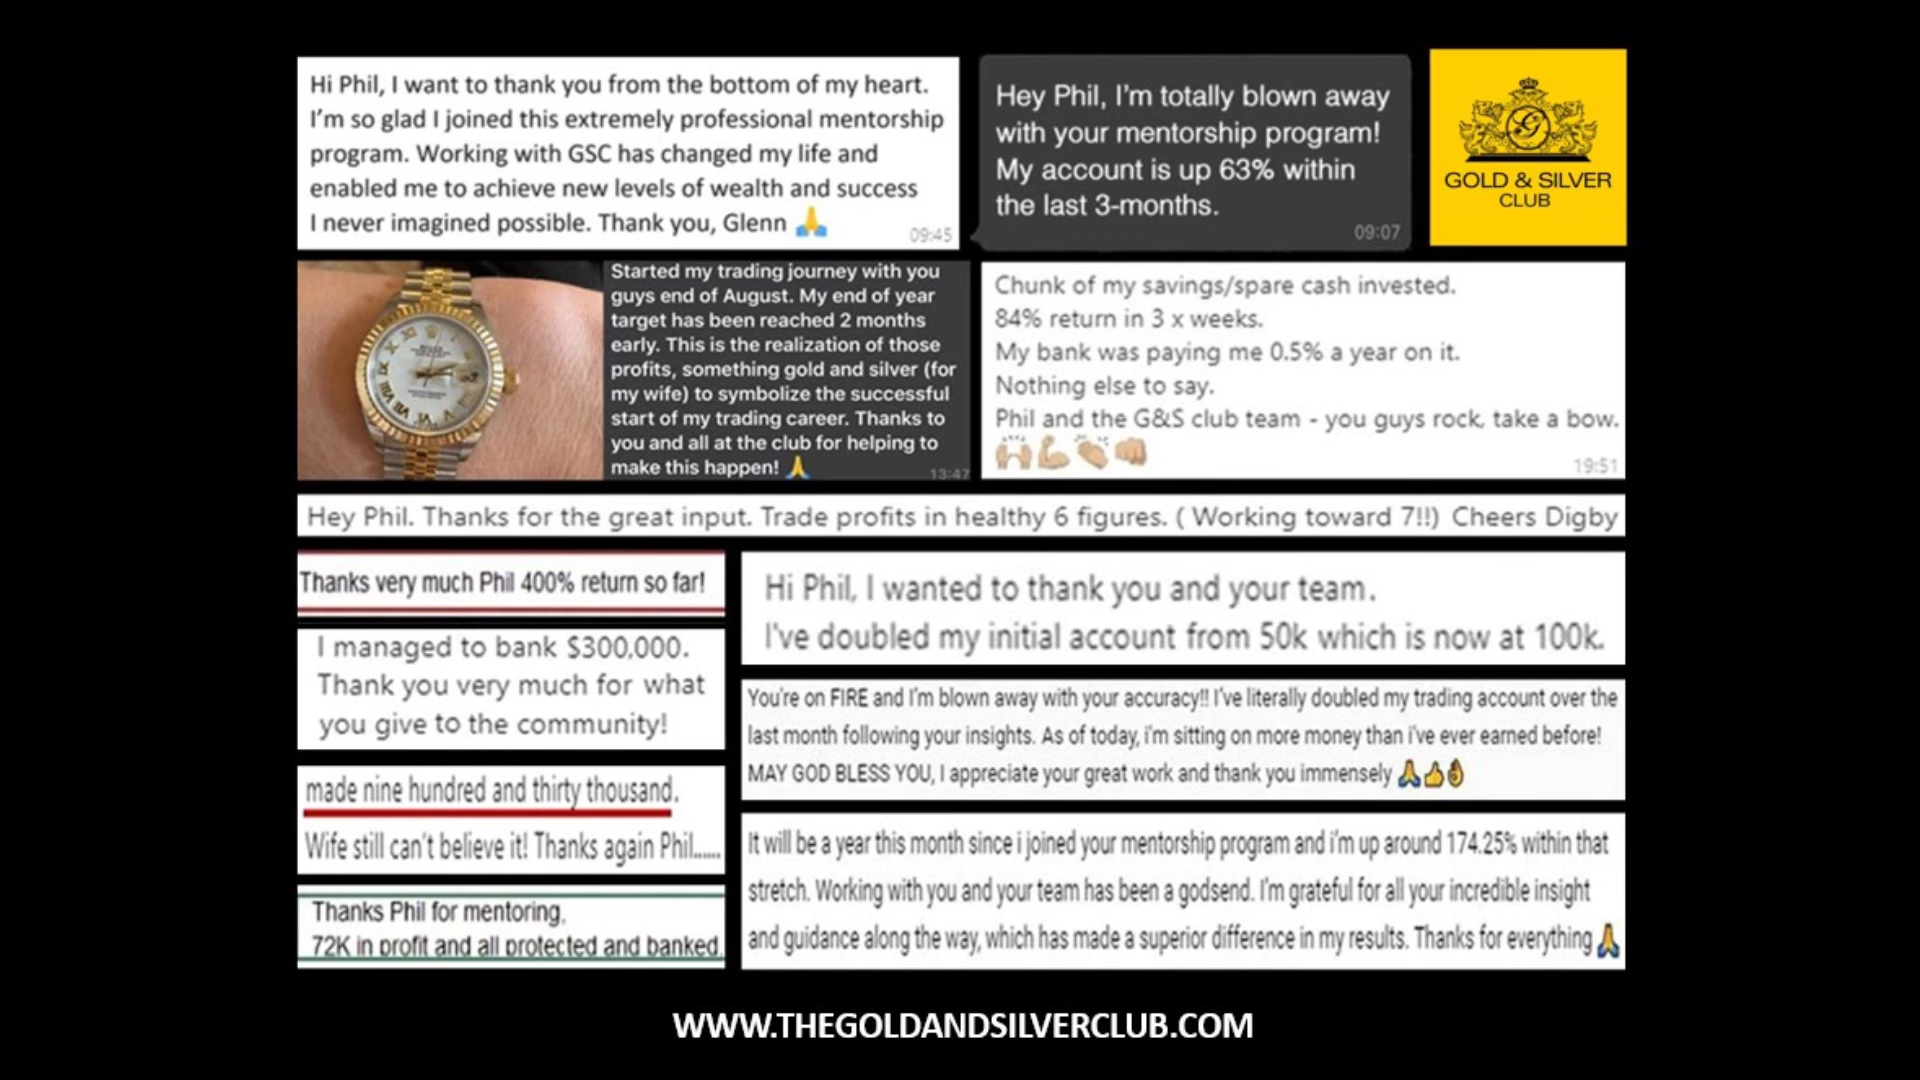 Hi Phil, I want to thank you from the bottom of my heart.
I'm so glad I joined this extremely professional mentorship
program. Working with GSC has changed my life and
enabled me to achieve new levels of wealth and success
I never imagined possible. Thank you, Glenn 🙏
09:45
Hey Phil, I'm totally blown away
with your mentorship program!
My account is up 63% within
the last 3-months.
09:07
G
GOLD & SILVER
CLUB
Started my trading journey with you
guys end of August. My end of year
target has been reached 2 months
early. This is the realization of those
profits, something gold and silver (for
my wife) to symbolize the successful
start of my trading career. Thanks to
you and all at the club for helping to
make this happen! 🙏
13:47
Chunk of my savings/spare cash invested.
84% return in 3 x weeks.
My bank was paying me 0.5% a year on it.
Nothing else to say.
Phil and the G&S club team - you guys rock, take a bow.
🙌💪👏👊
19:51
Hey Phil. Thanks for the great input. Trade profits in healthy 6 figures. ( Working toward 7!!) Cheers Digby
Thanks very much Phil 400% return so far!
I managed to bank $300,000.
Thank you very much for what
you give to the community!
made nine hundred and thirty thousand.
Wife still can't believe it! Thanks again Phil......
Thanks Phil for mentoring.
72K in profit and all protected and banked.
Hi Phil, I wanted to thank you and your team.
I've doubled my initial account from 50k which is now at 100k.
You're on FIRE and I'm blown away with your accuracy!! I've literally doubled my trading account over the
last month following your insights. As of today, i'm sitting on more money than i've ever earned before!
MAY GOD BLESS YOU, I appreciate your great work and thank you immensely 🙏👍👌
It will be a year this month since i joined your mentorship program and i'm up around 174.25% within that
stretch. Working with you and your team has been a godsend. I'm grateful for all your incredible insight
and guidance along the way, which has made a superior difference in my results. Thanks for everything 🙏
WWW.THEGOLDANDSILVERCLUB.COM